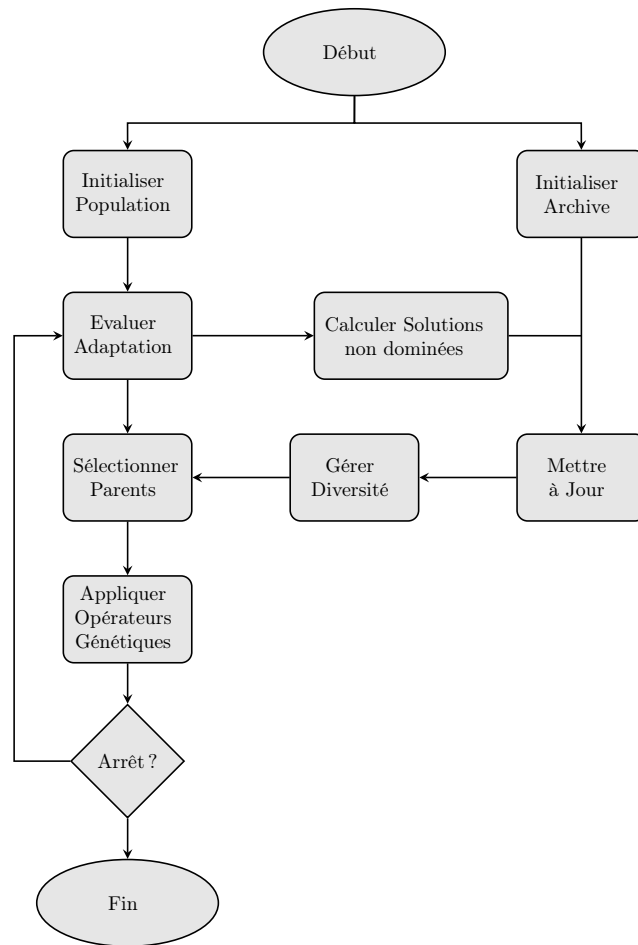 Début
Initialiser
Population
Initialiser
Archive
Evaluer
Adaptation
Calculer Solutions
non dominées
Sélectionner
Parents
Gérer
Diversité
Mettre
à Jour
Appliquer
Opérateurs
Génétiques
Arrêt ?
Fin